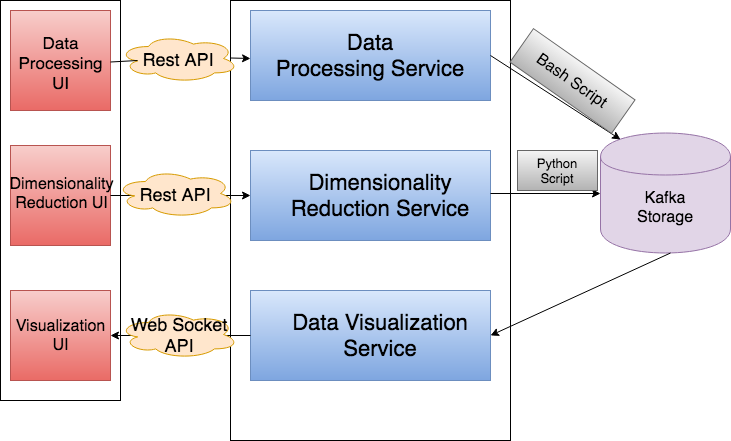 Data
Processing
UI
Rest API
Data
Processing Service
Bash Script
Dimensionality
Reduction UI
Rest API
Dimensionality
Reduction Service
Python
Script
Kafka
Storage
Visualization
UI
Web Socket
API
Data Visualization
Service